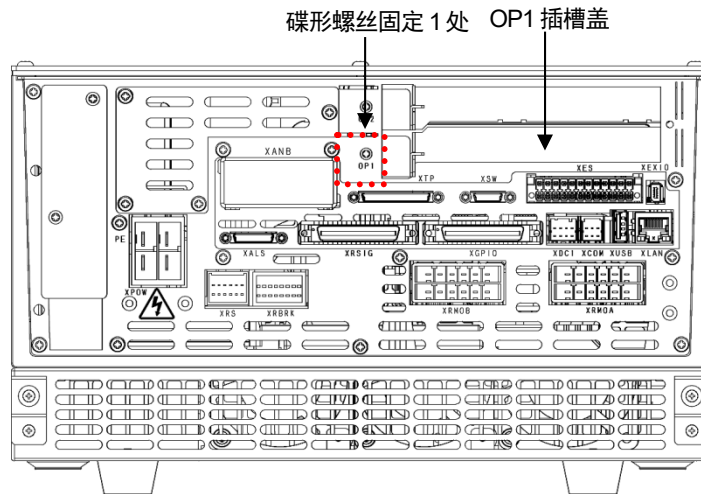 碟形螺丝固定 1 处 OP1 插槽盖
XANB
OP1
XTP
XSW
XES
XEXIO
PE
XALS
XRSIG
XGPIO
XDCI XCOM XUSB XLAN
XPOW
XRS
XRBRK
XRMOB
XRMOA